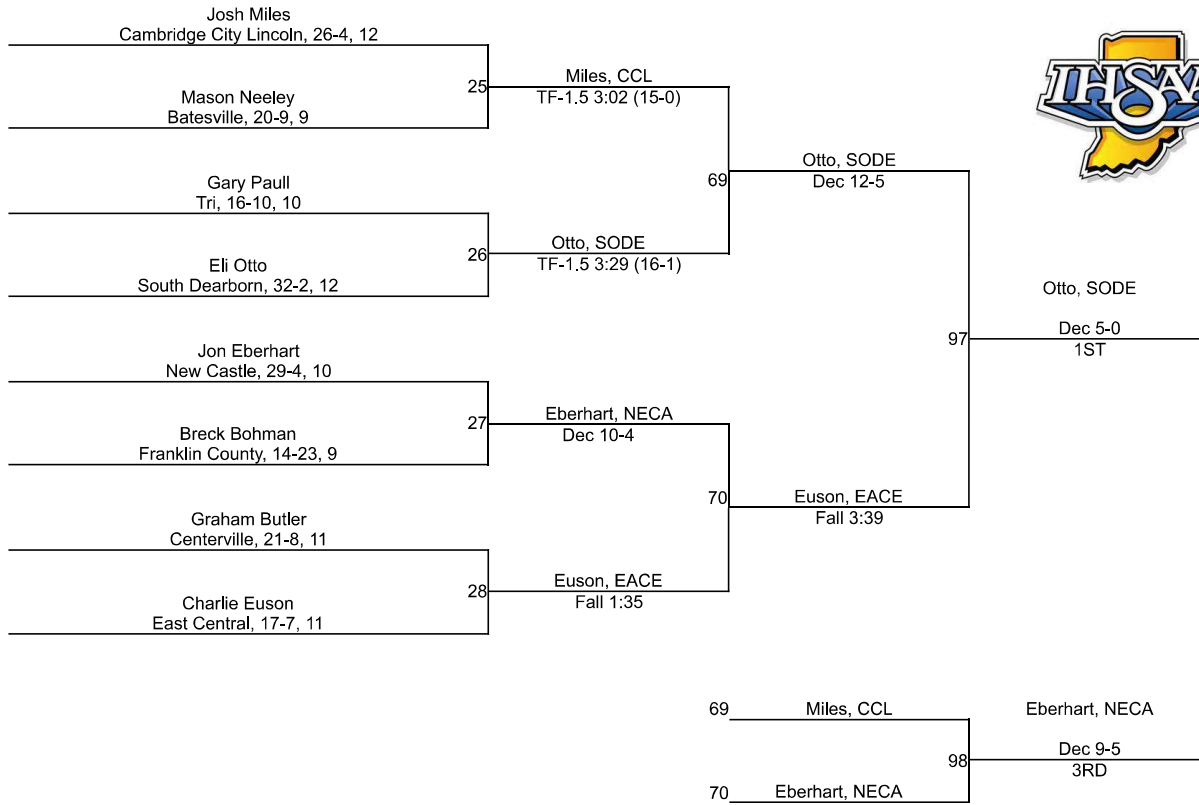 Josh Miles
Cambridge City Lincoln, 26-4, 12
25
Miles, CCL
TF-1.5 3:02 (15-0)
Mason Neeley
Batesville, 20-9, 9
69
Otto, SODE
Dec 12-5
Gary Paull
Tri, 16-10, 10
26
Otto, SODE
TF-1.5 3:29 (16-1)
Eli Otto
South Dearborn, 32-2, 12
97
Otto, SODE
Dec 5-0
1ST
Jon Eberhart
New Castle, 29-4, 10
27
Eberhart, NECA
Dec 10-4
Breck Bohman
Franklin County, 14-23, 9
70
Euson, EACE
Fall 3:39
Graham Butler
Centerville, 21-8, 11
28
Euson, EACE
Fall 1:35
Charlie Euson
East Central, 17-7, 11
69
Miles, CCL
98
Eberhart, NECA
Dec 9-5
3RD
70
Eberhart, NECA
IHSAA